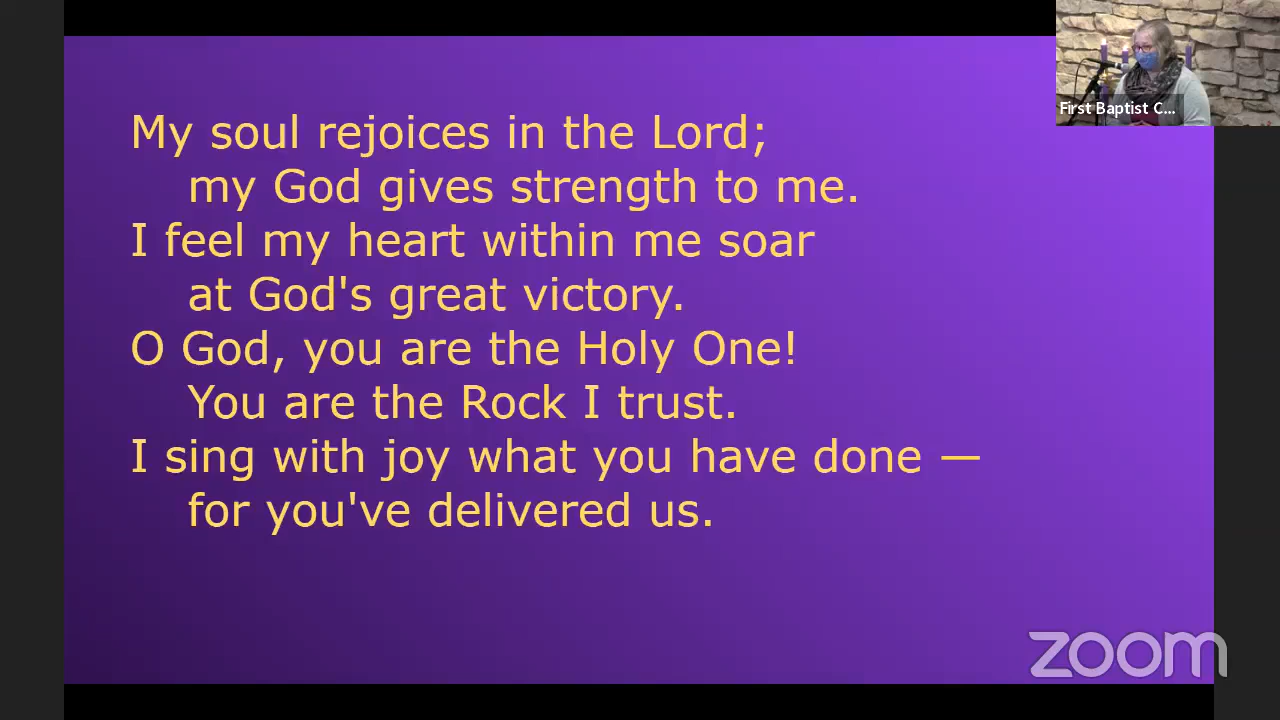 My soul rejoices in the Lord;
my God gives strength to me.
I feel my heart within me soar
at God's great victory.
O God, you are the Holy One!
You are the Rock I trust.
I sing with joy what you have done —
for you've delivered us.
First Baptist C...
zoom